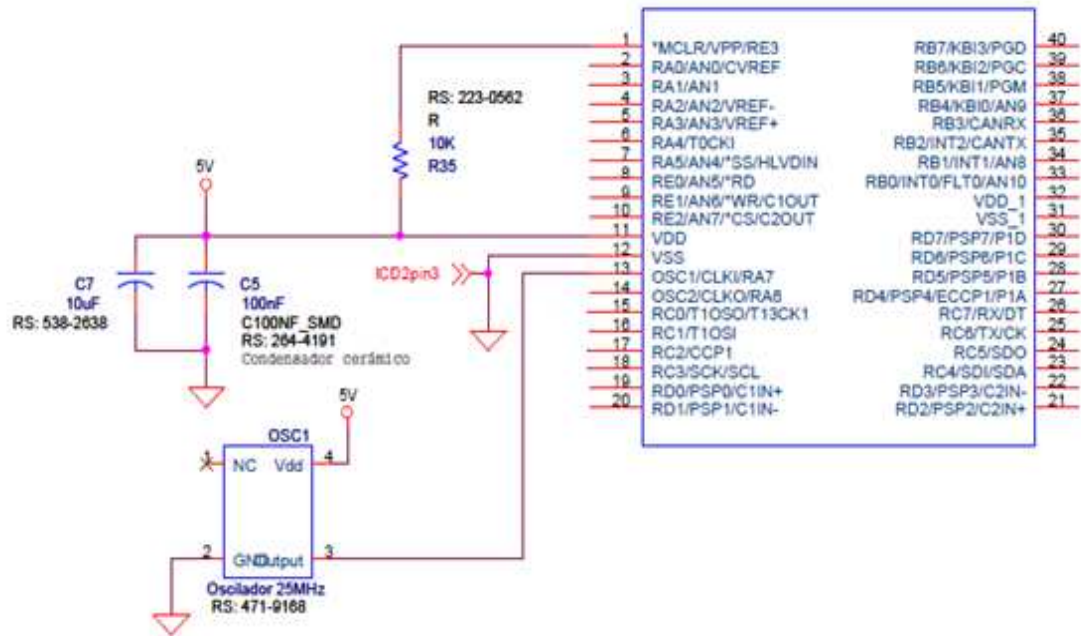 RS: 223-0562
R
10K
R35
5V
C7
10uF
RS: 538-2638
C5
100nF
C100NF_SMD
RS: 264-4191
Condensador cerámico
ICD2pin3
5V
OSC1
1 NC Vdd 4
2 GND Output 3
Oscilador 25MHz
RS: 471-9168
1 *MCLR/VPP/RE3 RB7/KBI3/PGD 40
2 RA0/AN0/CVREF RB6/KBI2/PGC 39
3 RA1/AN1 RB5/KBI1/PGM 38
4 RA2/AN2/VREF- RB4/KBI0/AN9 37
5 RA3/AN3/VREF+ RB3/CANRX 36
6 RA4/T0CKI RB2/INT2/CANTX 35
7 RA5/AN4/*SS/HLVDIN RB1/INT1/AN8 34
8 RE0/AN5/*RD RB0/INT0/FLT0/AN10 33
9 RE1/AN6/*WR/C1OUT VDD_1 32
10 RE2/AN7/*CS/C2OUT VSS_1 31
11 VDD RD7/PSP7/P1D 30
12 VSS RD6/PSP6/P1C 29
13 OSC1/CLKI/RA7 RD5/PSP5/P1B 28
14 OSC2/CLKO/RA6 RD4/PSP4/ECCP1/P1A 27
15 RC0/T1OSO/T13CK1 RC7/RX/DT 26
16 RC1/T1OSI RC6/TX/CK 25
17 RC2/CCP1 RC5/SDO 24
18 RC3/SCK/SCL RC4/SDI/SDA 23
19 RD0/PSP0/C1IN+ RD3/PSP3/C2IN- 22
20 RD1/PSP1/C1IN- RD2/PSP2/C2IN+ 21